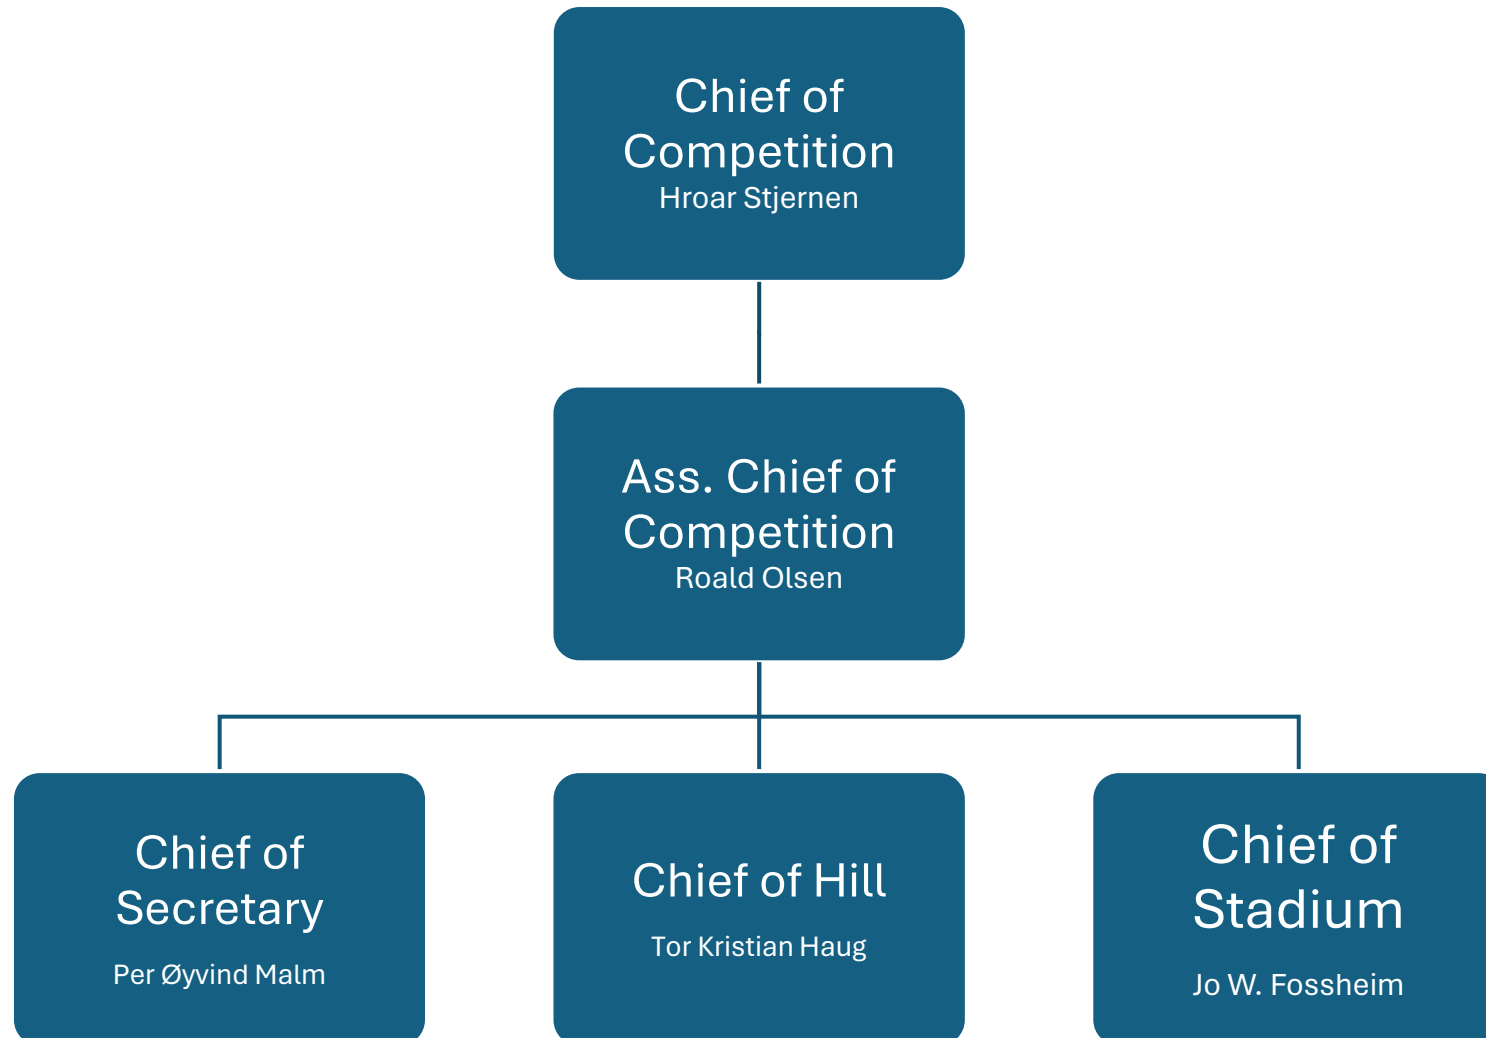 Chief of
Competition
Hroar Stjernen
Ass. Chief of
Competition
Roald Olsen
Chief of
Secretary
Per Øyvind Malm
Chief of Hill
Tor Kristian Haug
Chief of
Stadium
Jo W. Fossheim